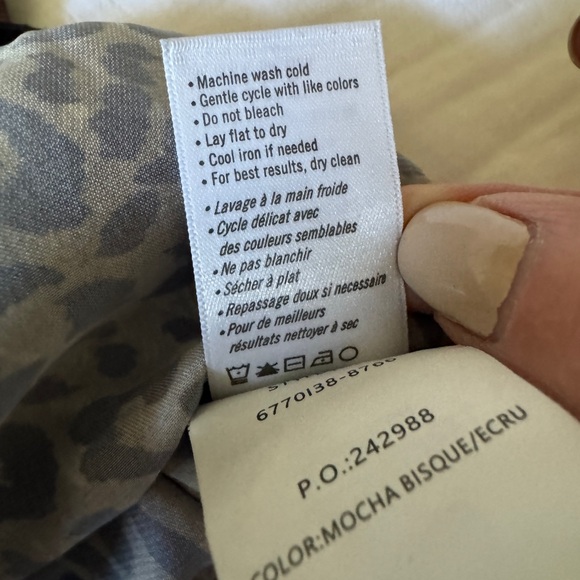 • Machine wash cold
• Gentle cycle with like colors
• Do not bleach
• Lay flat to dry
• Cool iron if needed
• For best results, dry clean
• Lavage à la main froide
• Cycle délicat avec
des couleurs semblables
• Ne pas blanchir
• Sécher à plat
• Repassage doux si necessaire
• Pour de meilleurs
résultats nettoyer à sec
6770138-8766
P.O.:242988
COLOR:MOCHA BISQUE/ECRU